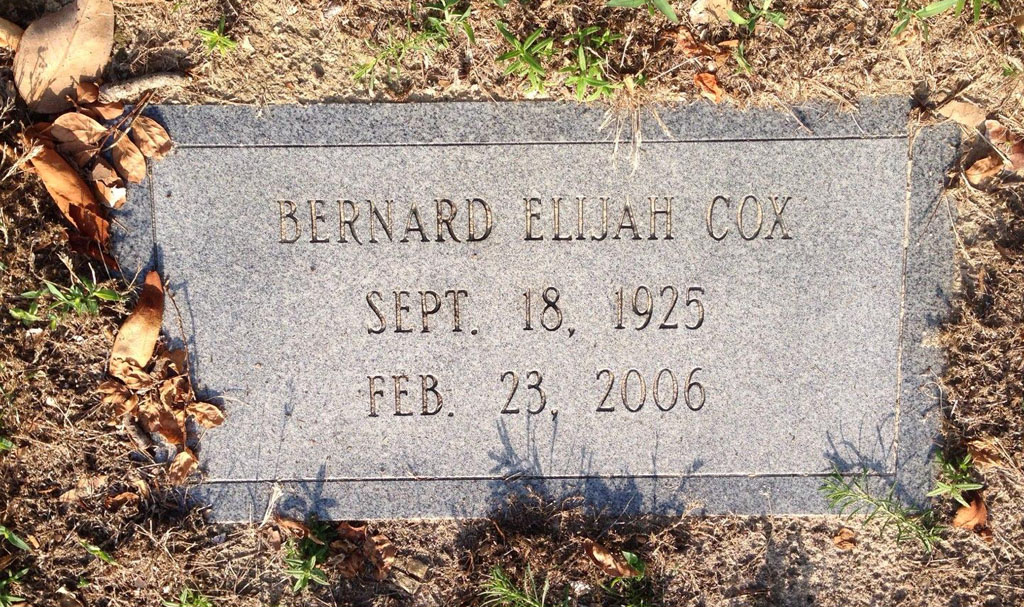 BERNARD ELIJAH COX
SEPT. 18, 1925
FEB. 23, 2006